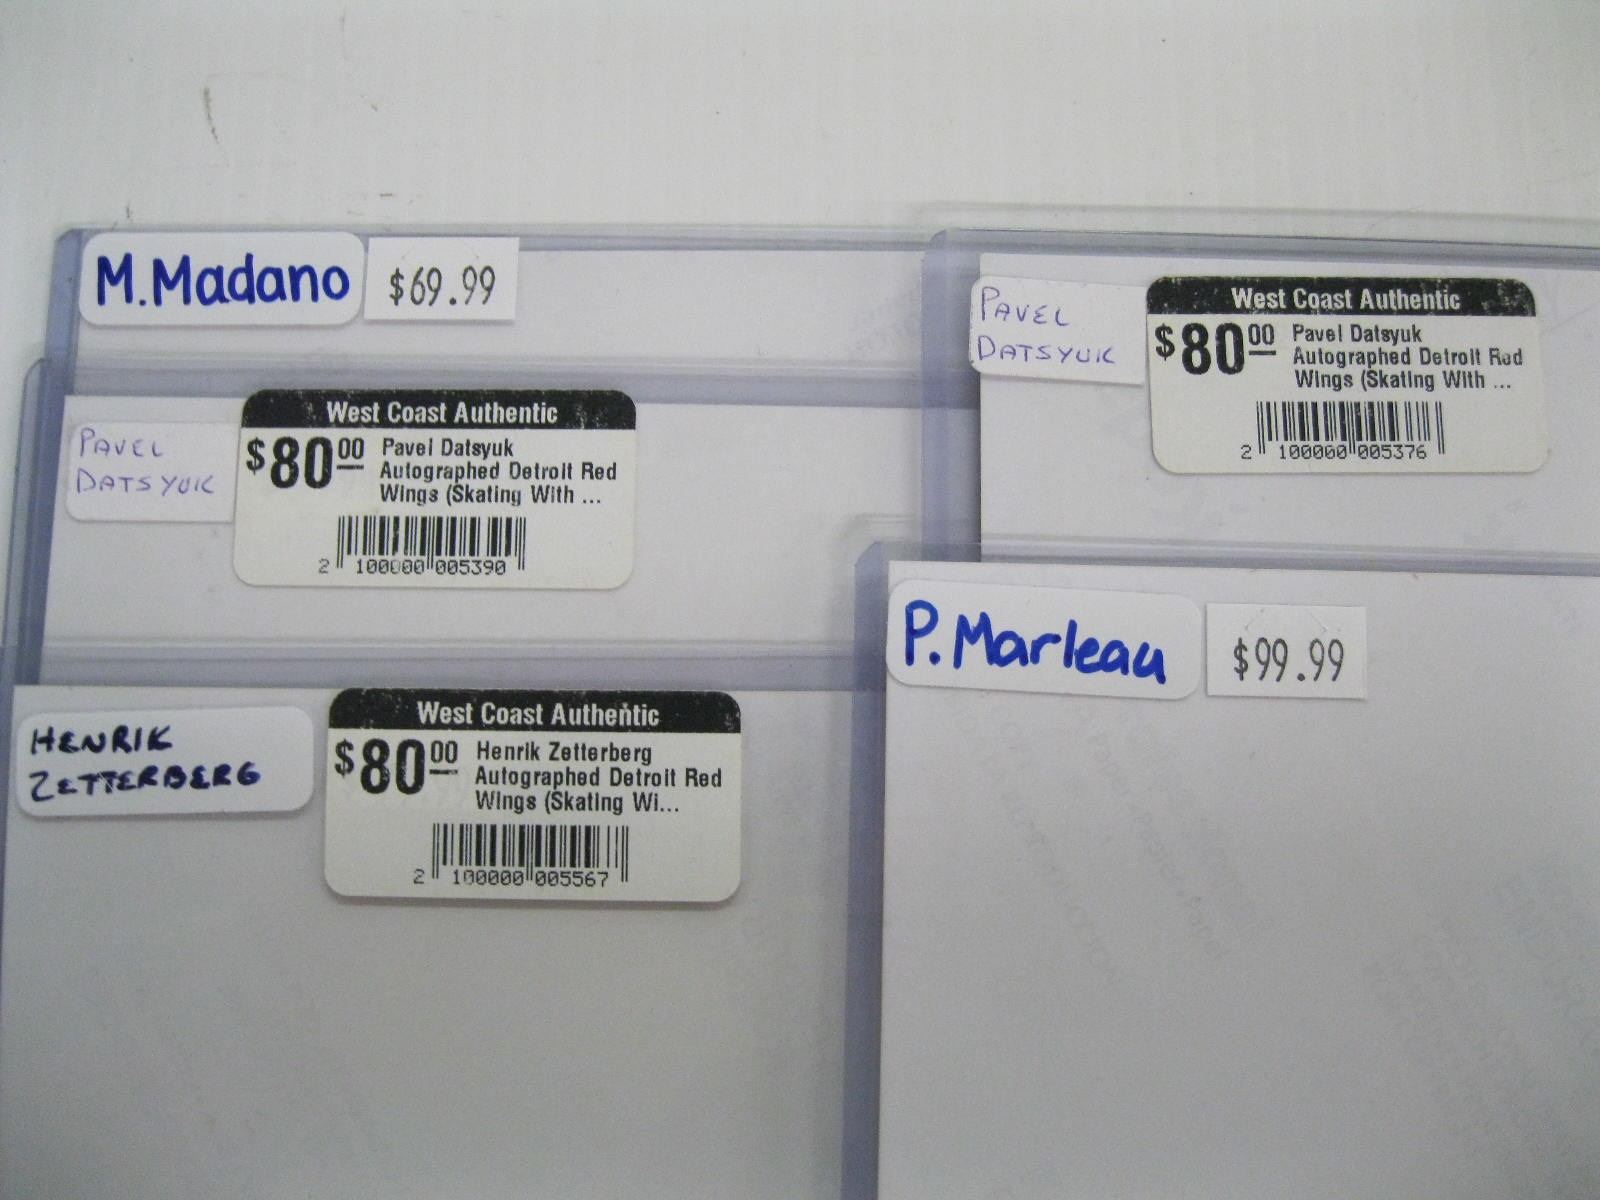 M. Madano
$69.99
PAVEL
DATSYUK
West Coast Authentic
$80.00
Pavel Datsyuk
Autographed Detroit Red
Wings (Skating With ...
2 100000 005390
HENRIK
ZETTERBERG
West Coast Authentic
$80.00
Henrik Zetterberg
Autographed Detroit Red
Wings (Skating Wi...
2 100000 005567
PAVEL
DATSYUK
West Coast Authentic
$80.00
Pavel Datsyuk
Autographed Detroit Red
Wings (Skating With ...
2 100000 005376
P. Marleau
$99.99